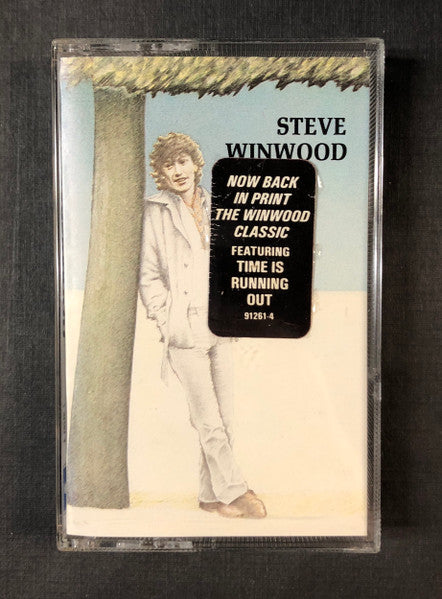 STEVE
WINWOOD
NOW BACK
IN PRINT
THE WINWOOD
CLASSIC
FEATURING
TIME IS
RUNNING
OUT
91261-4